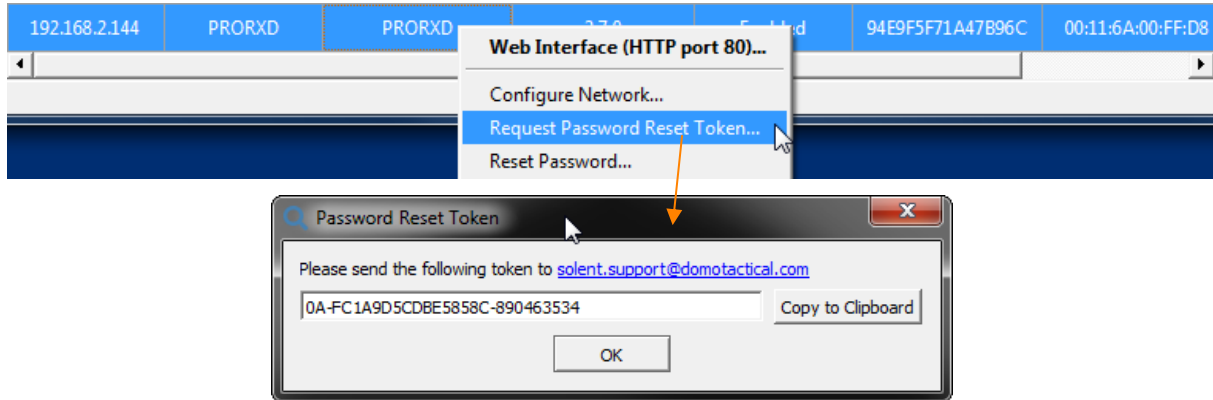 192.168.2.144 PRORXD PRORXD 94E9F5F71A47B96C 00:11:6A:00:FF:D8
Web Interface (HTTP port 80)...
Configure Network...
Request Password Reset Token...
Reset Password...
Password Reset Token
Please send the following token to solent.support@domotactical.com
0A-FC1A9D5CDBE5858C-890463534 Copy to Clipboard
OK